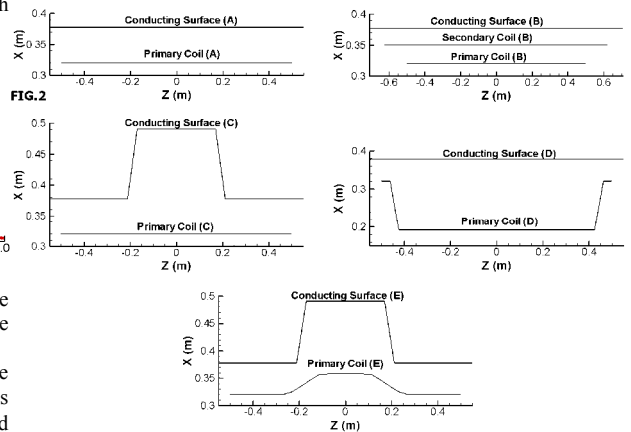 h
0.4
0.35
0.3
X (m)
Conducting Surface (A)
Primary Coil (A)
-0.4 -0.2 0 0.2 0.4
Z (m)
0.4
0.35
0.3
X (m)
Conducting Surface (B)
Secondary Coil (B)
Primary Coil (B)
-0.6 -0.4 -0.2 0 0.2 0.4 0.6
Z (m)
FIG.2
0.5
0.45
0.4
0.35
0.3
X (m)
Conducting Surface (C)
Primary Coil (C)
-0.4 -0.2 0 0.2 0.4
Z (m)
0.4
0.3
0.2
X (m)
Conducting Surface (D)
Primary Coil (D)
-0.4 -0.2 0 0.2 0.4
Z (m)
.0
0.5
0.45
0.4
0.35
0.3
X (m)
Conducting Surface (E)
Primary Coil (E)
-0.4 -0.2 0 0.2 0.4
Z (m)
e
e
e
s
d